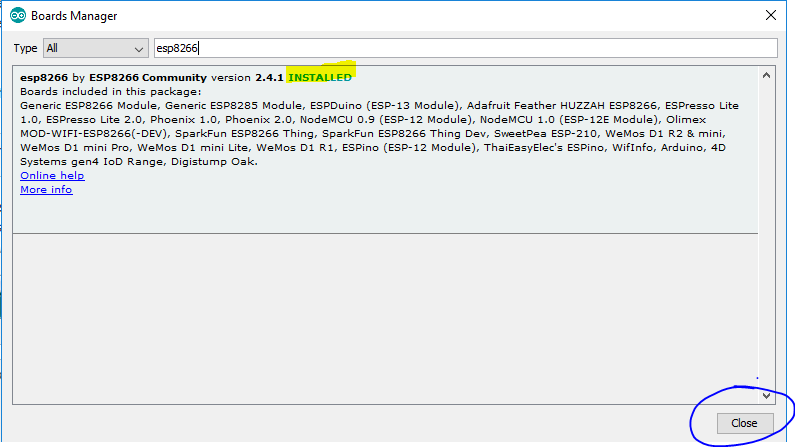 Boards Manager
Type All esp8266
esp8266 by ESP8266 Community version 2.4.1 INSTALLED
Boards included in this package:
Generic ESP8266 Module, Generic ESP8285 Module, ESPDuino (ESP-13 Module), Adafruit Feather HUZZAH ESP8266, ESPresso Lite
1.0, ESPresso Lite 2.0, Phoenix 1.0, Phoenix 2.0, NodeMCU 0.9 (ESP-12 Module), NodeMCU 1.0 (ESP-12E Module), Olimex
MOD-WIFI-ESP8266(-DEV), SparkFun ESP8266 Thing, SparkFun ESP8266 Thing Dev, SweetPea ESP-210, WeMos D1 R2 & mini,
WeMos D1 mini Pro, WeMos D1 mini Lite, WeMos D1 R1, ESPino (ESP-12 Module), ThaiEasyElec's ESPino, WifInfo, Arduino, 4D
Systems gen4 IoD Range, Digistump Oak.
Online help
More info
Close